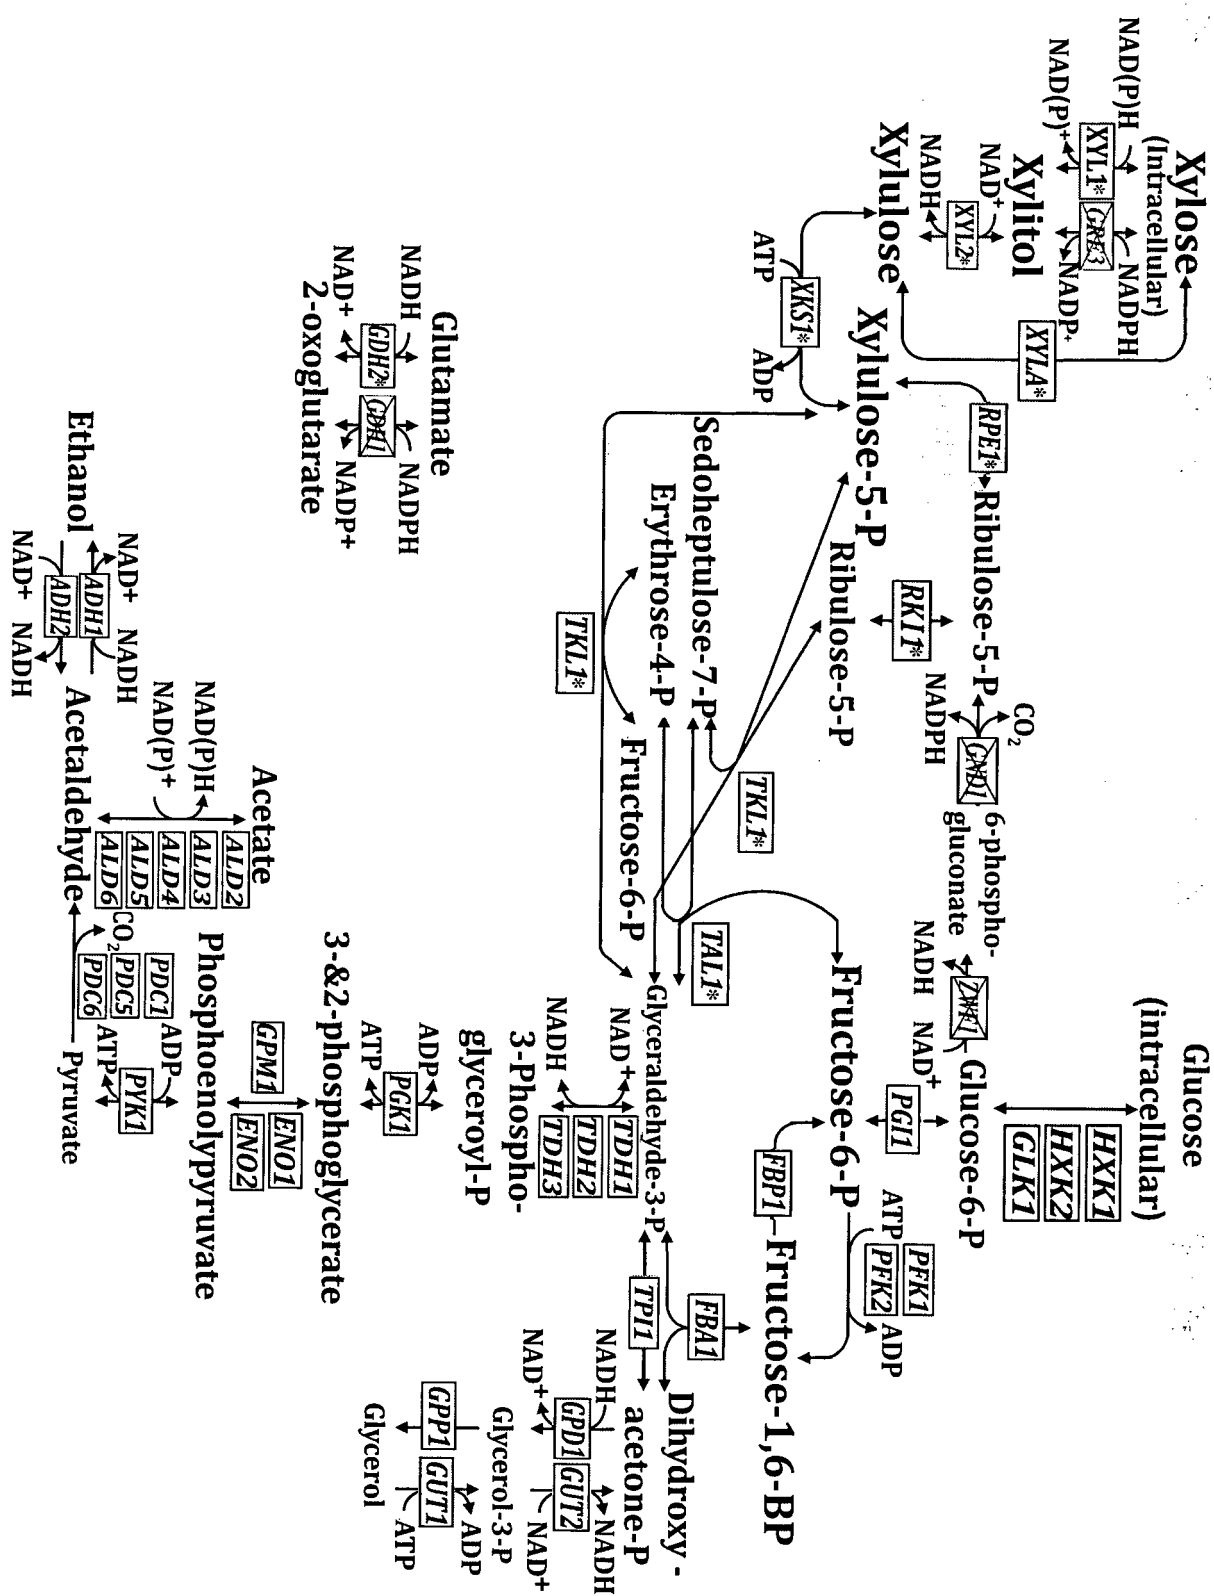 Xylose
(Intracellular)
NAD(P)H
NAD(P)+
XYL1*
GRE3
NADPH
NADP+
Xylitol
NAD+
NADH
XYL2*
Xylulose
XYLA*
ATP
XKS1*
ADP
Xylulose-5-P
RPE1*
Ribulose-5-P
RKI1*
Ribulose-5-P
CO2
NADPH
GND1
6-phospho-
gluconate
NADH
ZWF1
NAD+
Glucose
(intracellular)
HXK1
HXK2
GLK1
Glucose-6-P
PGI1
Fructose-6-P
ATP
PFK1
PFK2
ADP
FBP1
Fructose-1,6-BP
FBA1
TPI1
Dihydroxy -
acetone-P
Sedoheptulose-7-P
Erythrose-4-P
TKL1*
TAL1*
TKL1*
Fructose-6-P
Glyceraldehyde-3-P
NAD+
NADH
TDH1
TDH2
TDH3
3-Phospho-
glyceroyl-P
ADP
ATP
PGK1
3-&2-phosphoglycerate
GPM1
ENO1
ENO2
Phosphoenolpyruvate
ADP
ATP
PYK1
Pyruvate
PDC1
PDC5
PDC6
CO2
Acetaldehyde
Acetate
NAD(P)H
NAD(P)+
ALD2
ALD3
ALD4
ALD5
ALD6
NAD+
NADH
ADH1
ADH2
NAD+
NADH
Ethanol
Glutamate
NADH
NAD+
GDH2*
GDH1
NADPH
NADP+
2-oxoglutarate
NADH
NAD+
GPD1
GUT2
NADH
NAD+
Glycerol-3-P
GPP1
GUT1
ADP
ATP
Glycerol